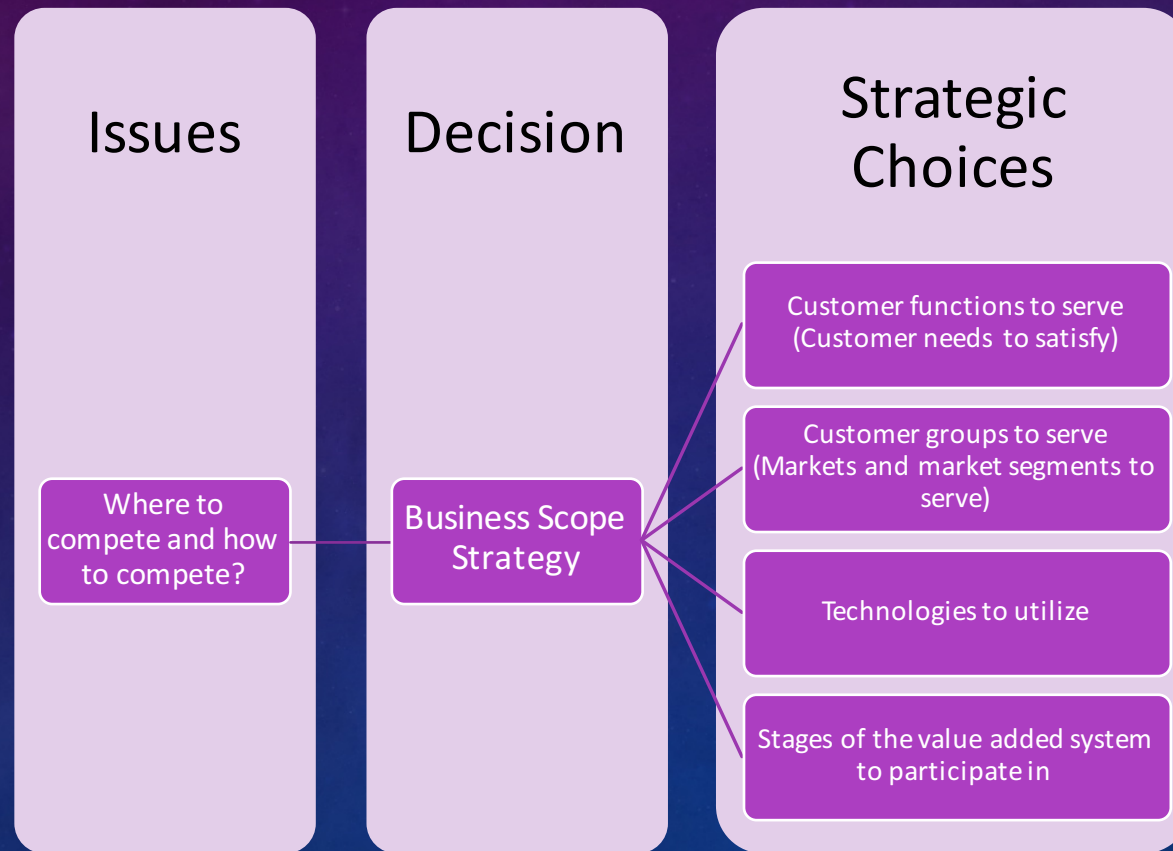 Issues
Decision
Strategic
Choices
Where to
compete and how
to compete?
Business Scope
Strategy
Customer functions to serve
(Customer needs to satisfy)
Customer groups to serve
(Markets and market segments to
serve)
Technologies to utilize
Stages of the value added system
to participate in